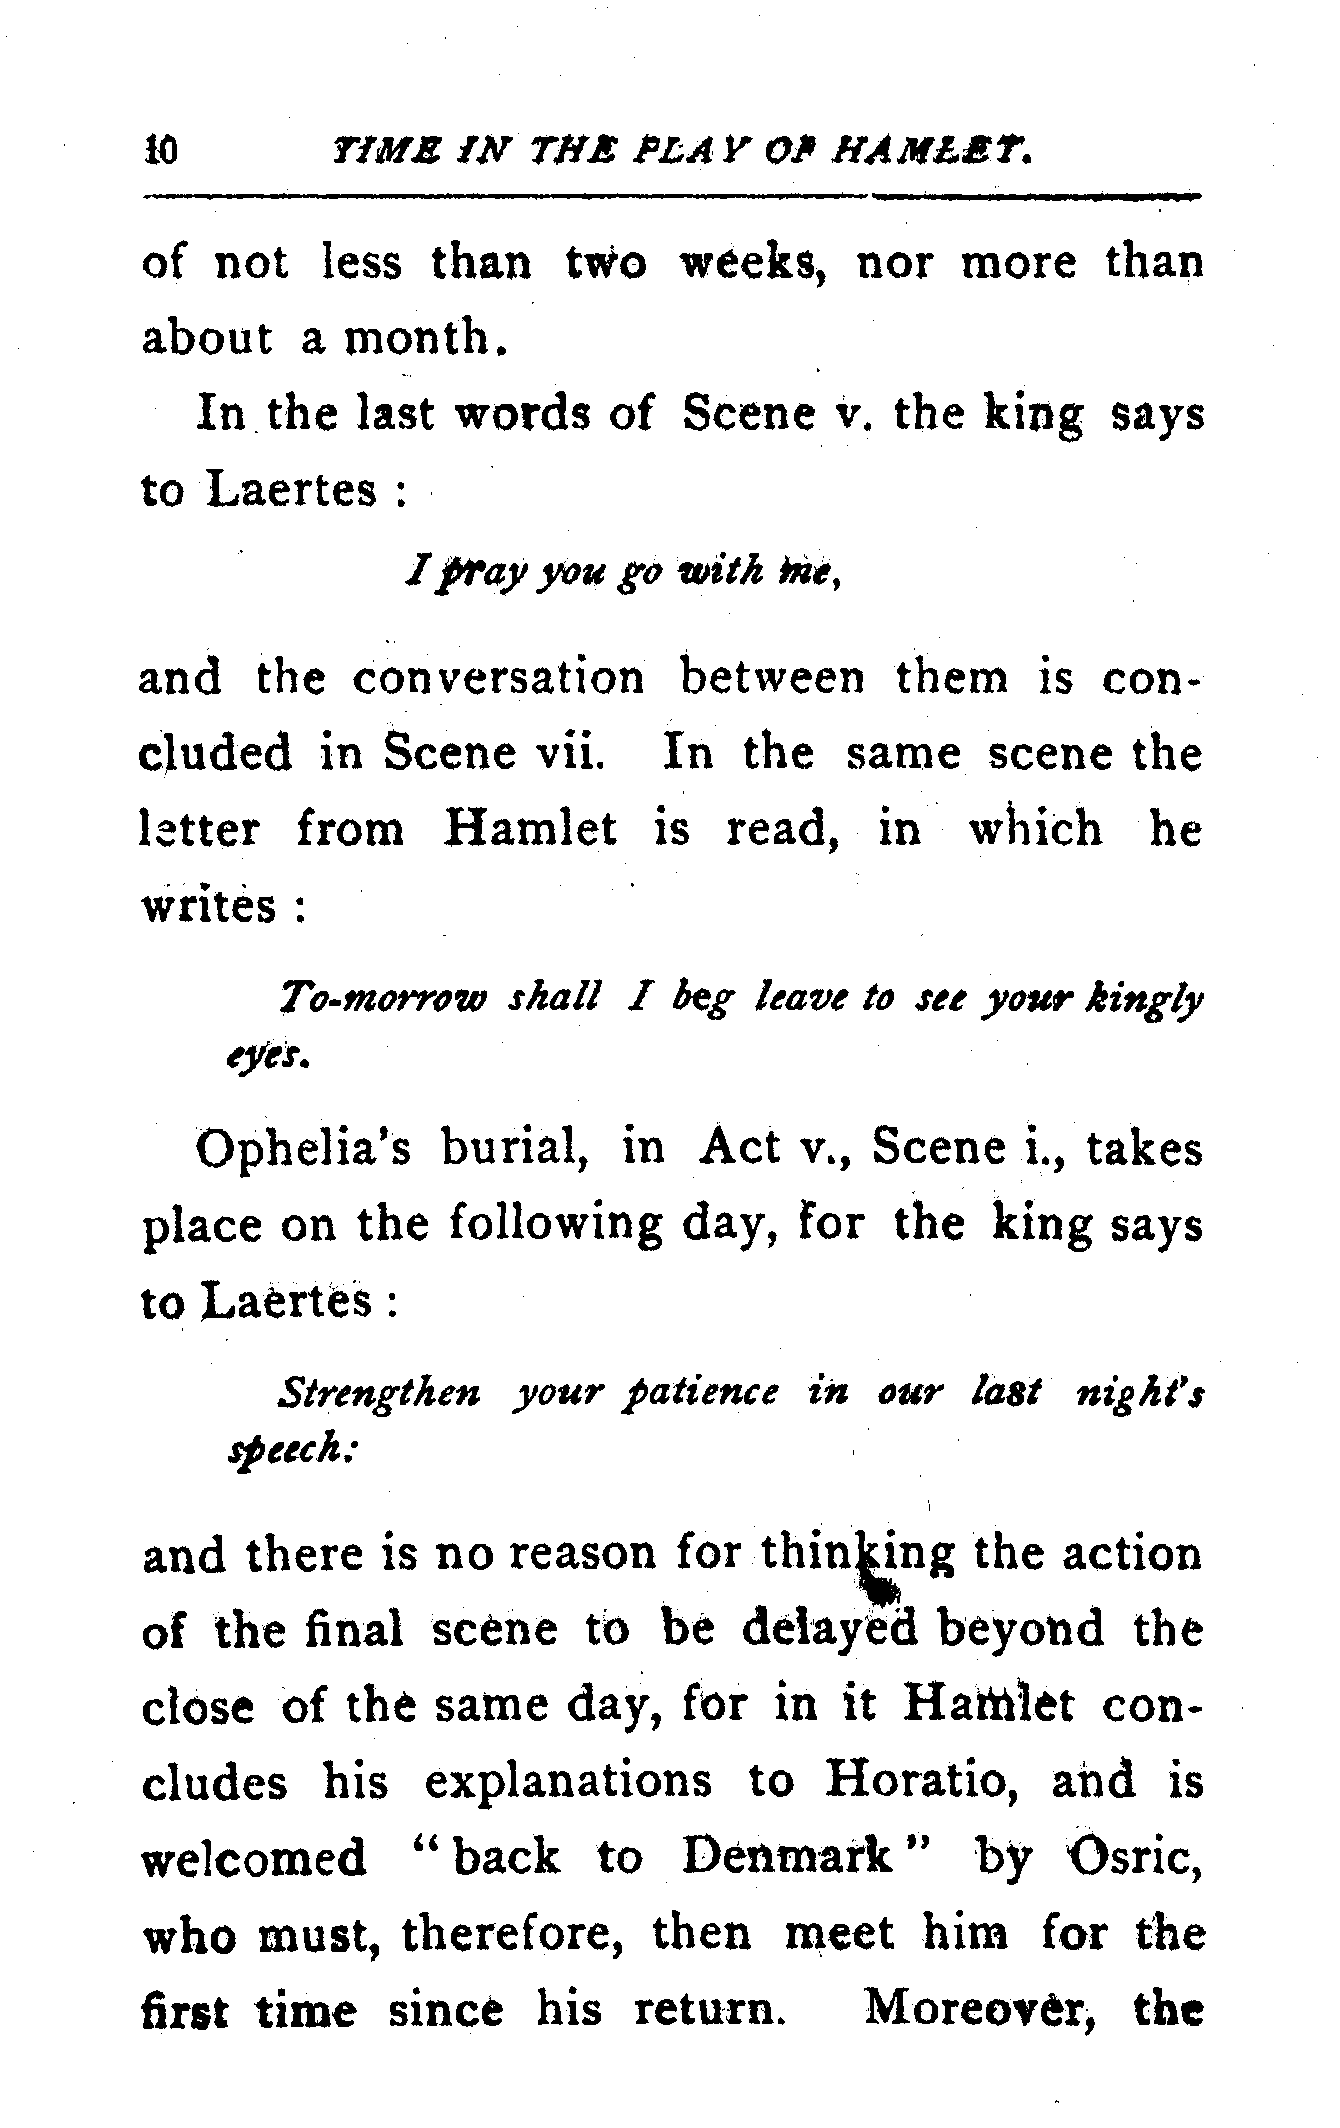 10 TIME IN THE PLAY OF HAMLET.
of not less than two weeks, nor more than
about a month.
In the last words of Scene v. the king says
to Laertes :
I pray you go with me,
and the conversation between them is con-
cluded in Scene vii. In the same scene the
letter from Hamlet is read, in which he
writes :
To-morrow shall I beg leave to see your kingly
eyes.
Ophelia's burial, in Act v., Scene i., takes
place on the following day, for the king says
to Laertes :
Strengthen your patience in our last night's
speech:
and there is no reason for thinking the action
of the final scene to be delayed beyond the
close of the same day, for in it Hamlet con-
cludes his explanations to Horatio, and is
welcomed “back to Denmark” by Osric,
who must, therefore, then meet him for the
first time since his return. Moreover, the